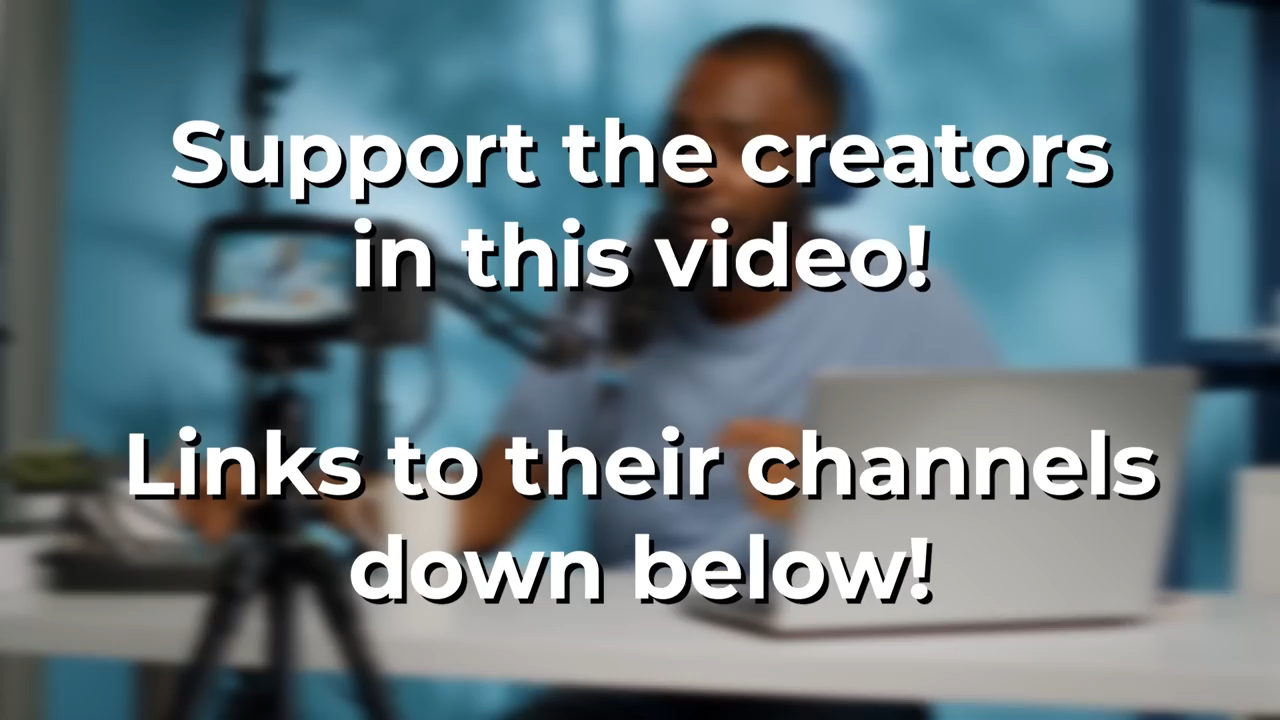 Support the creators
in this video!
Links to their channels
down below!